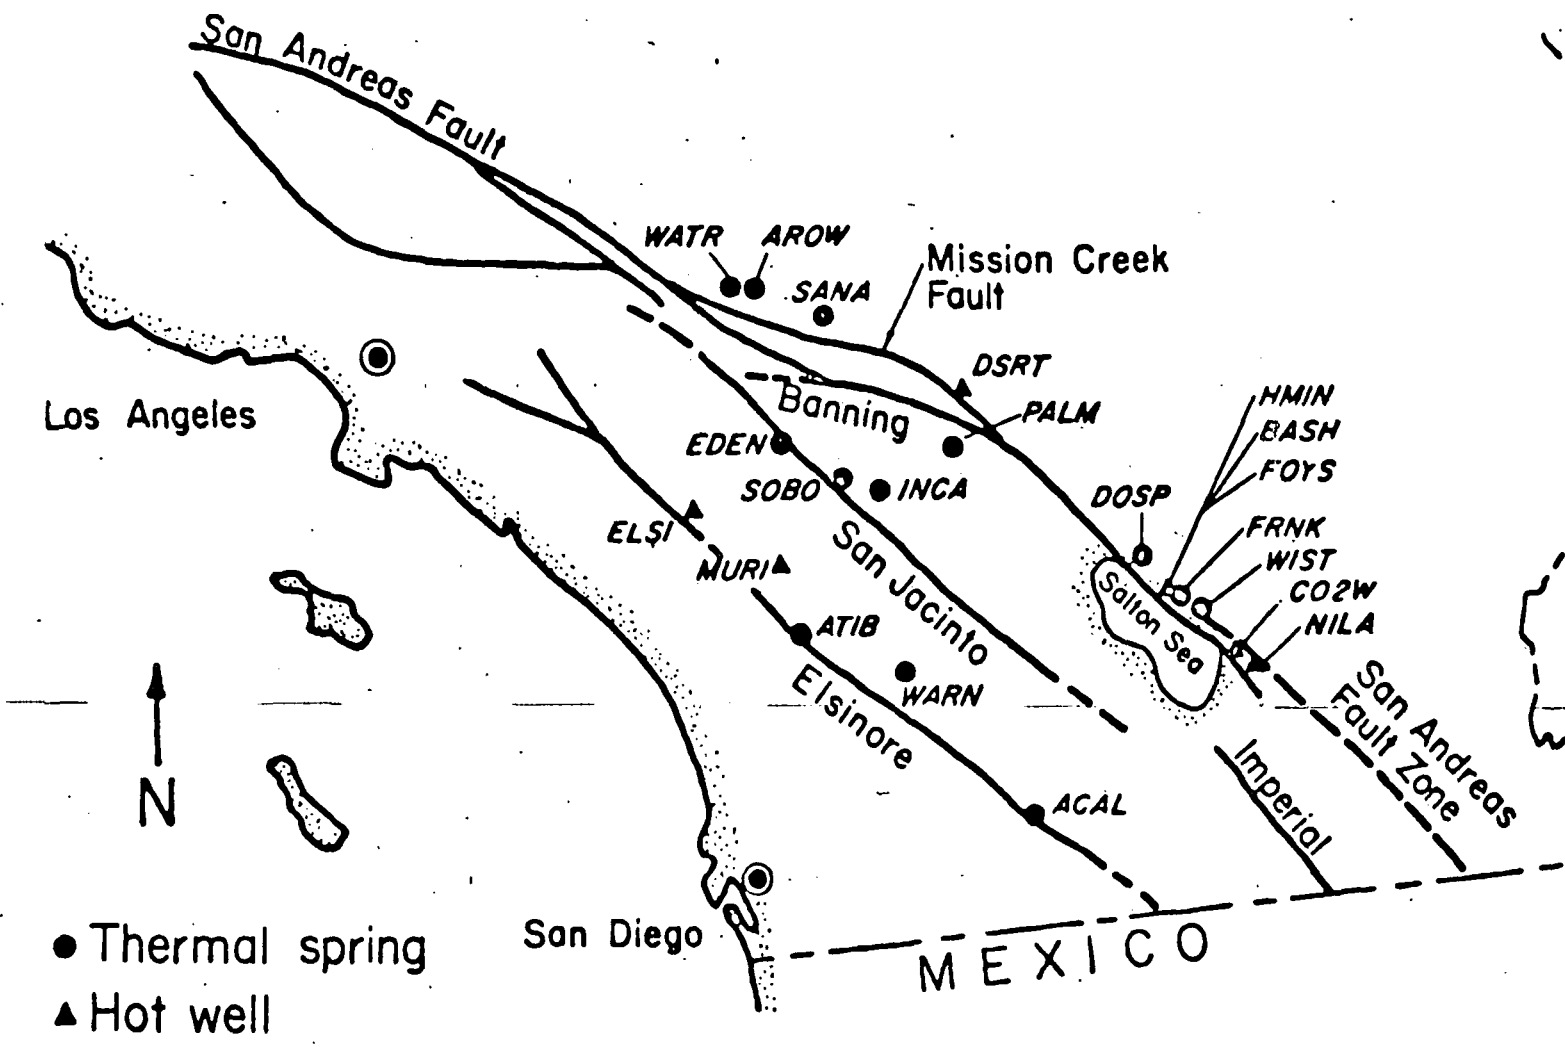 San Andreas Fault
WATR
AROW
SANA
Mission Creek
Fault
DSRT
HMIN
Banning
PALM
BASH
Los Angeles
EDEN
FOYS
SOBO
INCA
DOSP
ELSI
FRNK
San Jacinto
WIST
MURI
Salton Sea
CO2W
ATIB
NILA
WARN
Elsinore
San Andreas
Fault Zone
N
Imperial
ACAL
San Diego
MEXICO
Thermal spring
Hot well